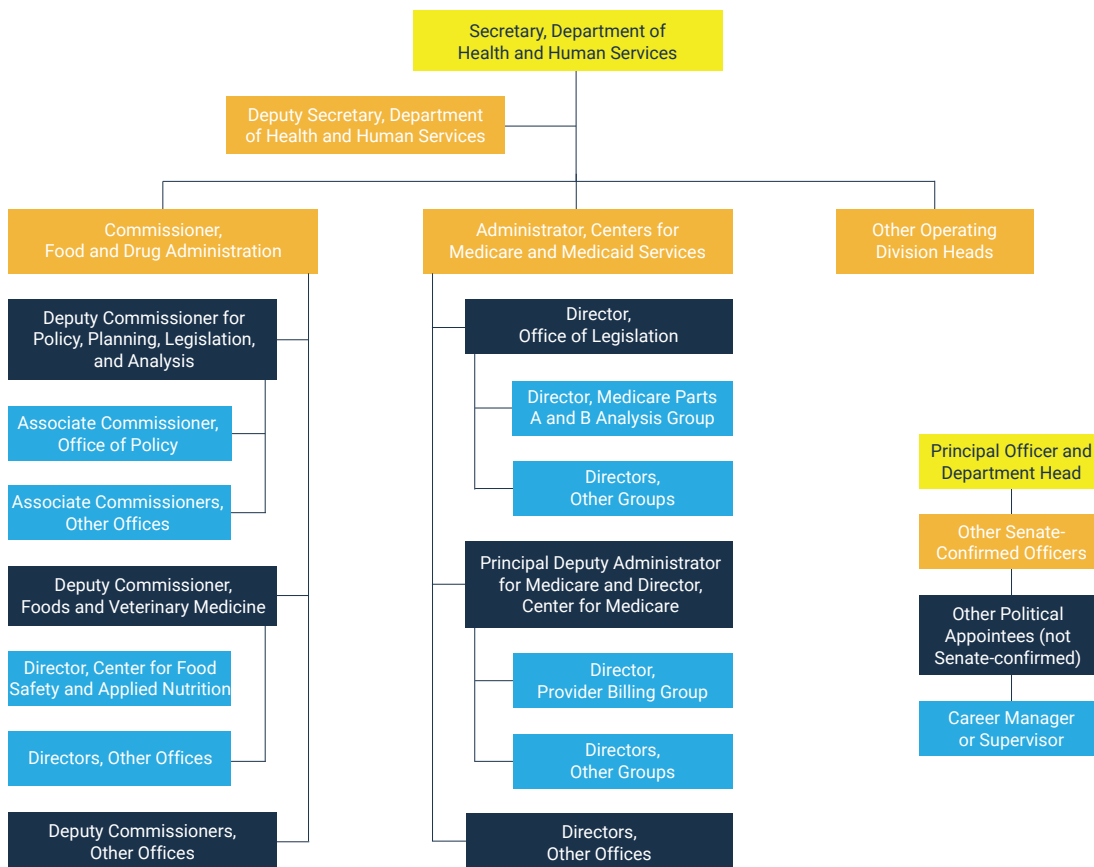 Secretary, Department of
Health and Human Services
Deputy Secretary, Department
of Health and Human Services
Commissioner,
Food and Drug Administration
Deputy Commissioner for
Policy, Planning, Legislation,
and Analysis
Associate Commissioner,
Office of Policy
Associate Commissioners,
Other Offices
Deputy Commissioner,
Foods and Veterinary Medicine
Director, Center for Food
Safety and Applied Nutrition
Directors, Other Offices
Deputy Commissioners,
Other Offices
Administrator, Centers for
Medicare and Medicaid Services
Director,
Office of Legislation
Director, Medicare Parts
A and B Analysis Group
Directors,
Other Groups
Principal Deputy Administrator
for Medicare and Director,
Center for Medicare
Director,
Provider Billing Group
Directors,
Other Groups
Directors,
Other Offices
Other Operating
Division Heads
Principal Officer and
Department Head
Other Senate-
Confirmed Officers
Other Political
Appointees (not
Senate-confirmed)
Career Manager
or Supervisor